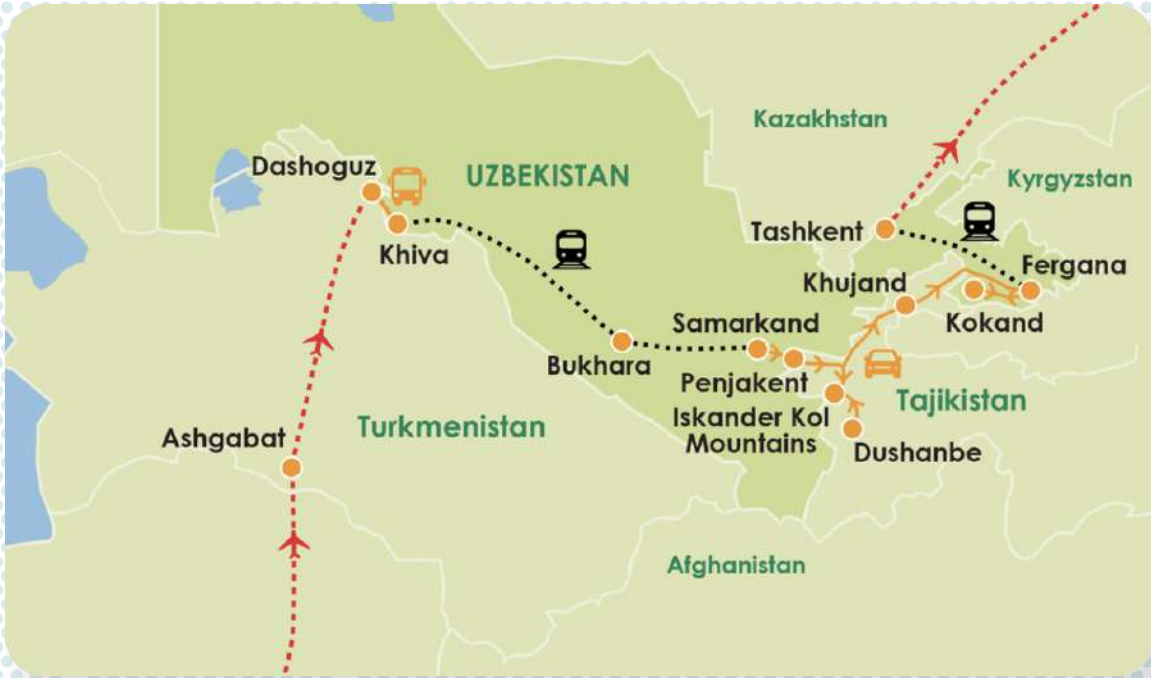 Kazakhstan
Dashoguz
UZBEKISTAN
Kyrgyzstan
Khiva
Tashkent
Fergana
Khujand
Kokand
Samarkand
Bukhara
Penjakent
Iskander Kol
Mountains
Tajikistan
Dushanbe
Ashgabat
Turkmenistan
Afghanistan